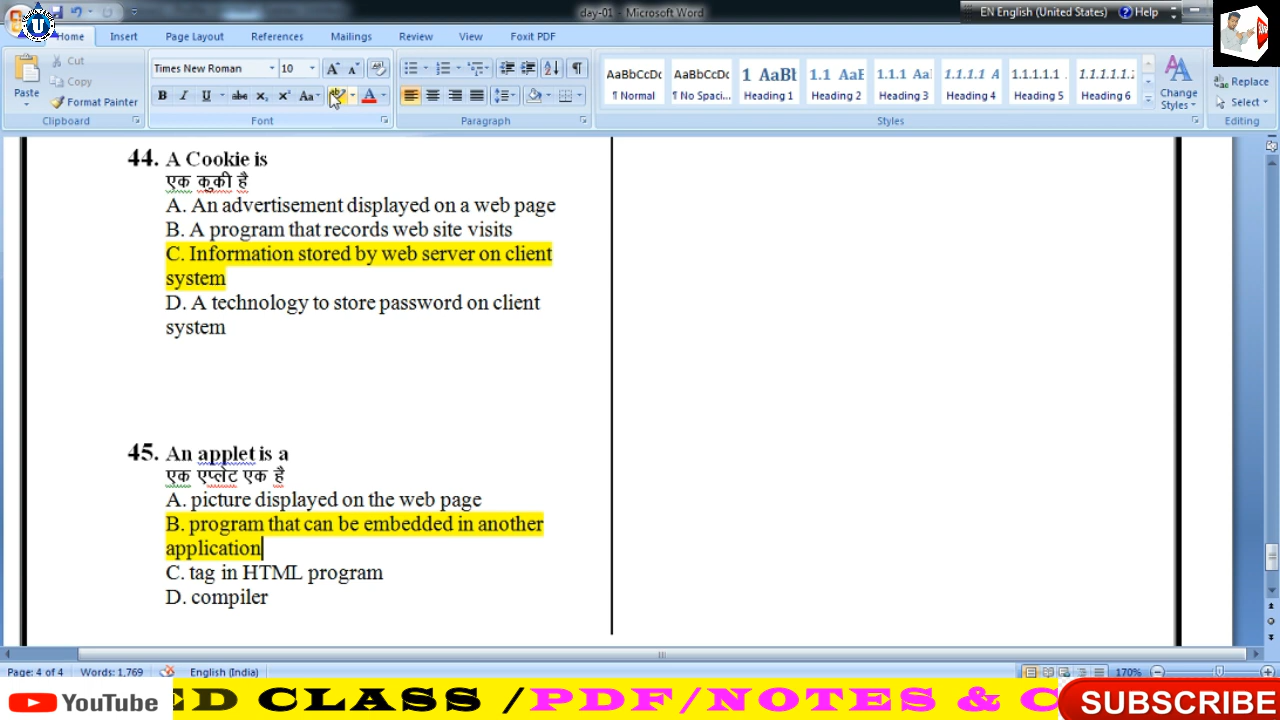 day-01 - Microsoft Word
EN English (United States) Help
Home Insert Page Layout References Mailings Review View Foxit PDF
Cut
Copy
Format Painter
Paste
Clipboard
Times New Roman 10
Font
Paragraph
AaBbCcDc AaBbCcDc 1 AaBb 1.1 AaB 1.1.1 Aa 1.1.1.1 A 1.1.1.1.1 1.1.1.1.1.
¶ Normal ¶ No Spaci... Heading 1 Heading 2 Heading 3 Heading 4 Heading 5 Heading 6
Change Styles
Styles
Replace
Select
Editing
44. A Cookie is
एक कुकी है
A. An advertisement displayed on a web page
B. A program that records web site visits
C. Information stored by web server on client
system
D. A technology to store password on client
system
45. An applet is a
एक एप्लेट एक है
A. picture displayed on the web page
B. program that can be embedded in another
application
C. tag in HTML program
D. compiler
Page: 4 of 4 Words: 1,769 English (India) 170%
YouTube ED CLASS /PDF/NOTES & C SUBSCRIBE